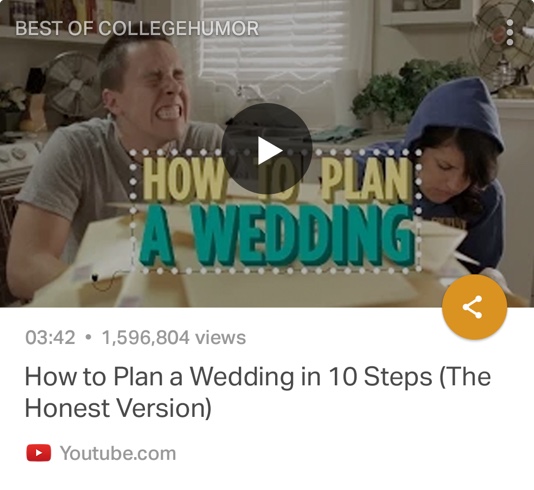 BEST OF COLLEGEHUMOR
HOW TO PLAN
A WEDDING
03:42 • 1,596,804 views
How to Plan a Wedding in 10 Steps (The
Honest Version)
Youtube.com